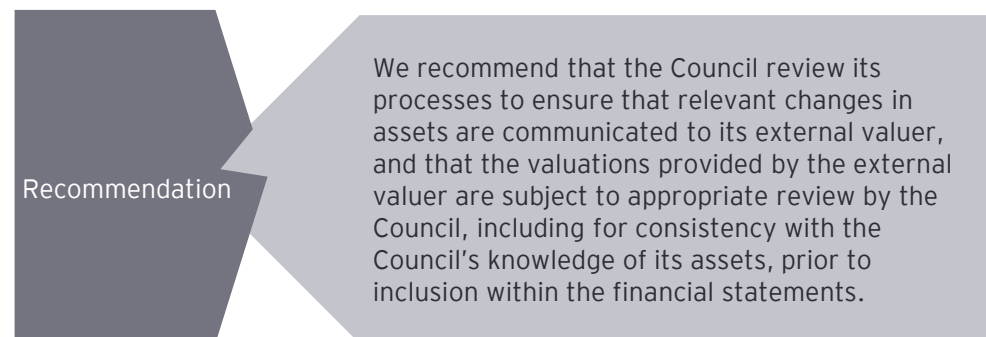 Recommendation
We recommend that the Council review its
processes to ensure that relevant changes in
assets are communicated to its external valuer,
and that the valuations provided by the external
valuer are subject to appropriate review by the
Council, including for consistency with the
Council's knowledge of its assets, prior to
inclusion within the financial statements.